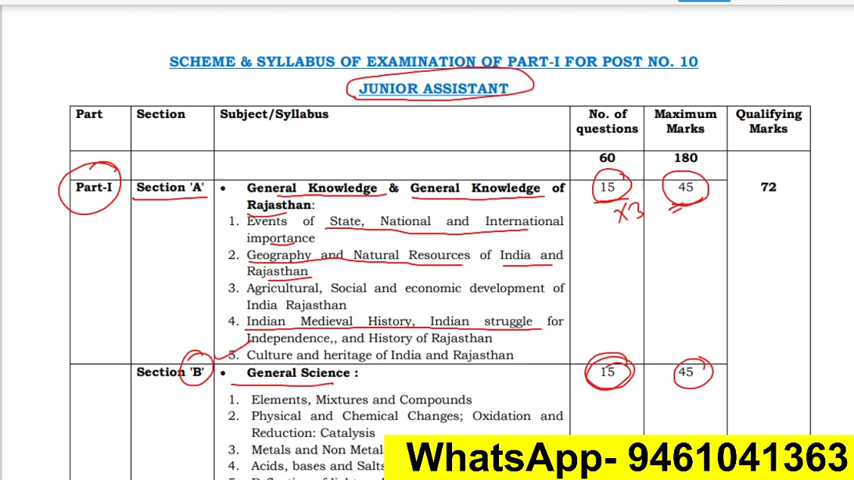 SCHEME & SYLLABUS OF EXAMINATION OF PART-I FOR POST NO. 10
JUNIOR ASSISTANT
Part Section Subject/Syllabus No. of questions Maximum Marks Qualifying Marks
60 180
Part-I Section 'A' • General Knowledge & General Knowledge of 15 45 72
Rajasthan: ×3
1. Events of State, National and International
importance
2. Geography and Natural Resources of India and
Rajasthan
3. Agricultural, Social and economic development of
India Rajasthan
4. Indian Medieval History, Indian struggle for
Independence,, and History of Rajasthan
5. Culture and heritage of India and Rajasthan
Section 'B' • General Science : 15 45
1. Elements, Mixtures and Compounds
2. Physical and Chemical Changes; Oxidation and
Reduction: Catalysis
3. Metals and Non Metal
4. Acids, bases and Salts
WhatsApp- 9461041363